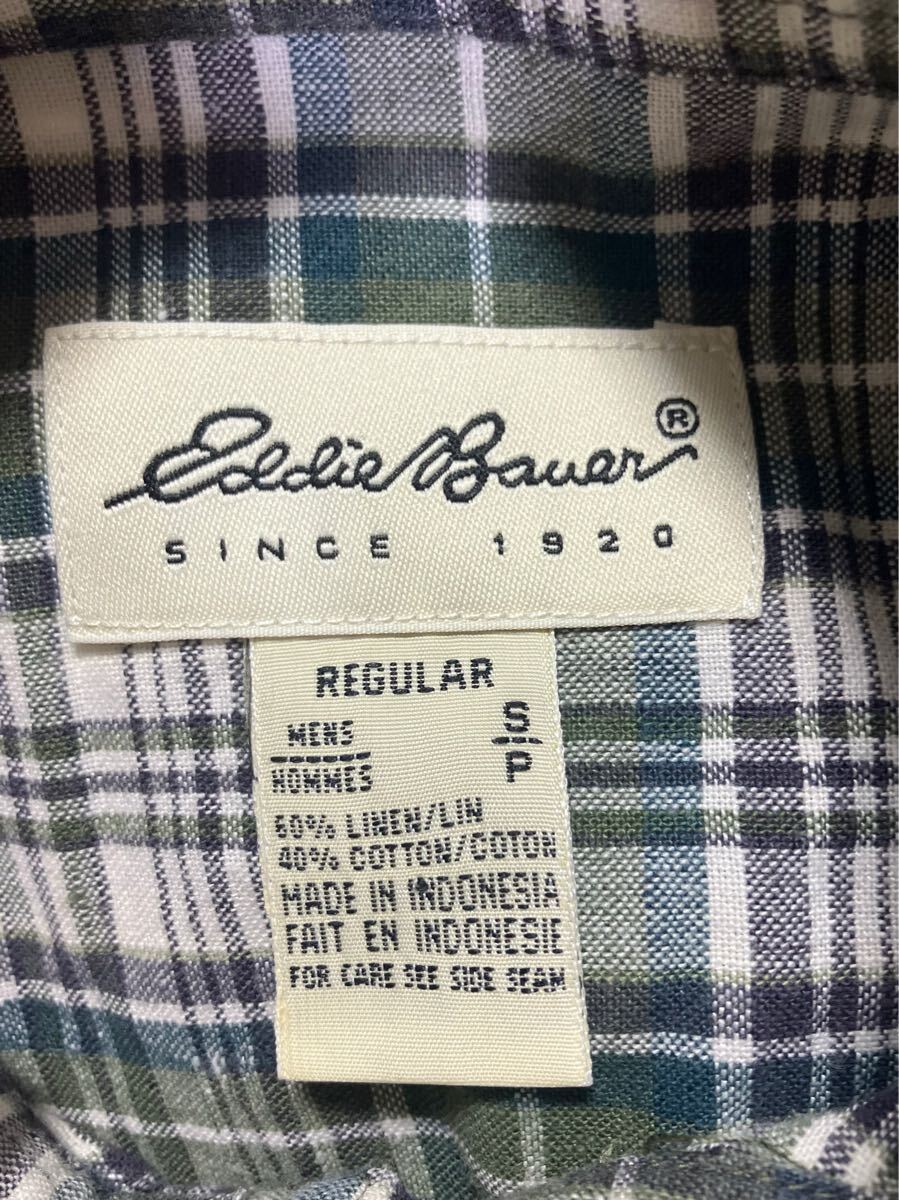 Eddie Bauer®
SINCE 1920
REGULAR
MENS S
HOMMES P
60% LINEN/LIN
40% COTTON/COTON
MADE IN INDONESIA
FAIT EN INDONESIE
FOR CARE SEE SIDE SEAM